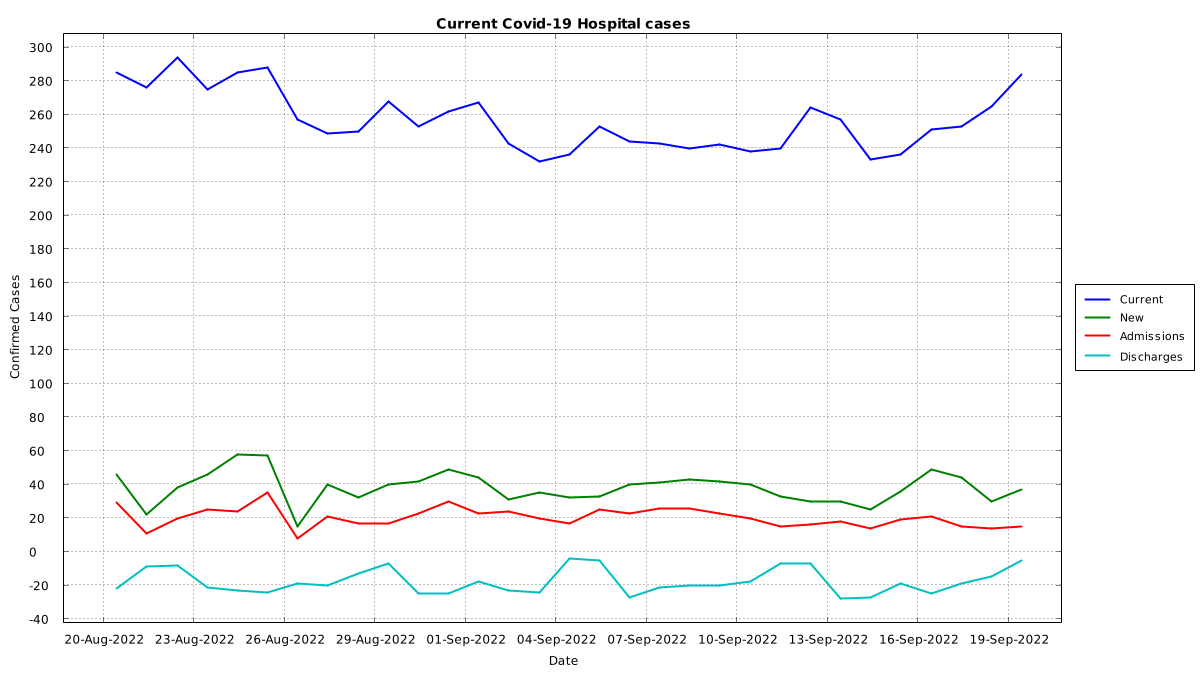 Current Covid-19 Hospital cases
300
280
260
240
220
200
180
160
140
120
100
80
60
40
20
0
-20
-40
Confirmed Cases
20-Aug-2022 23-Aug-2022 26-Aug-2022 29-Aug-2022 01-Sep-2022 04-Sep-2022 07-Sep-2022 10-Sep-2022 13-Sep-2022 16-Sep-2022 19-Sep-2022
Date
Current
New
Admissions
Discharges